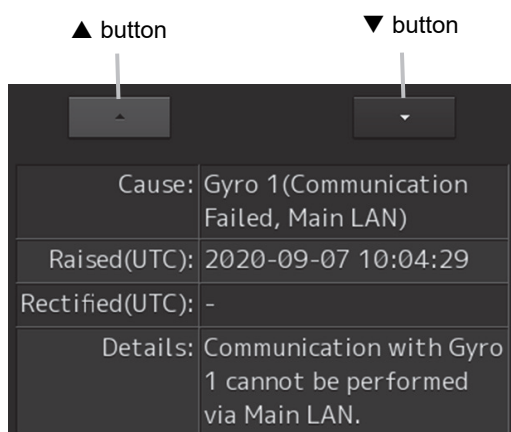 ▲ button
▼ button
Cause: Gyro 1(Communication
Failed, Main LAN)
Raised(UTC): 2020-09-07 10:04:29
Rectified(UTC): -
Details: Communication with Gyro
1 cannot be performed
via Main LAN.